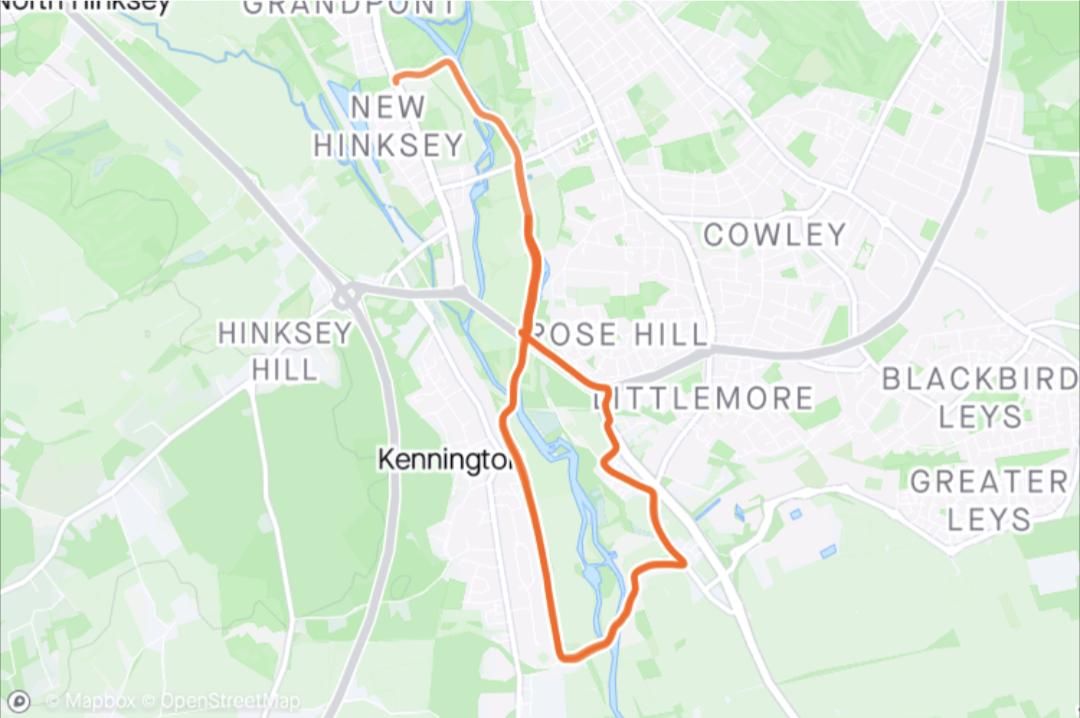 North Hinksey
GRANDPONT
NEW
HINKSEY
COWLEY
HINKSEY
HILL
ROSE HILL
LITTLEMORE
BLACKBIRD
LEYS
Kennington
GREATER
LEYS
© Mapbox © OpenStreetMap